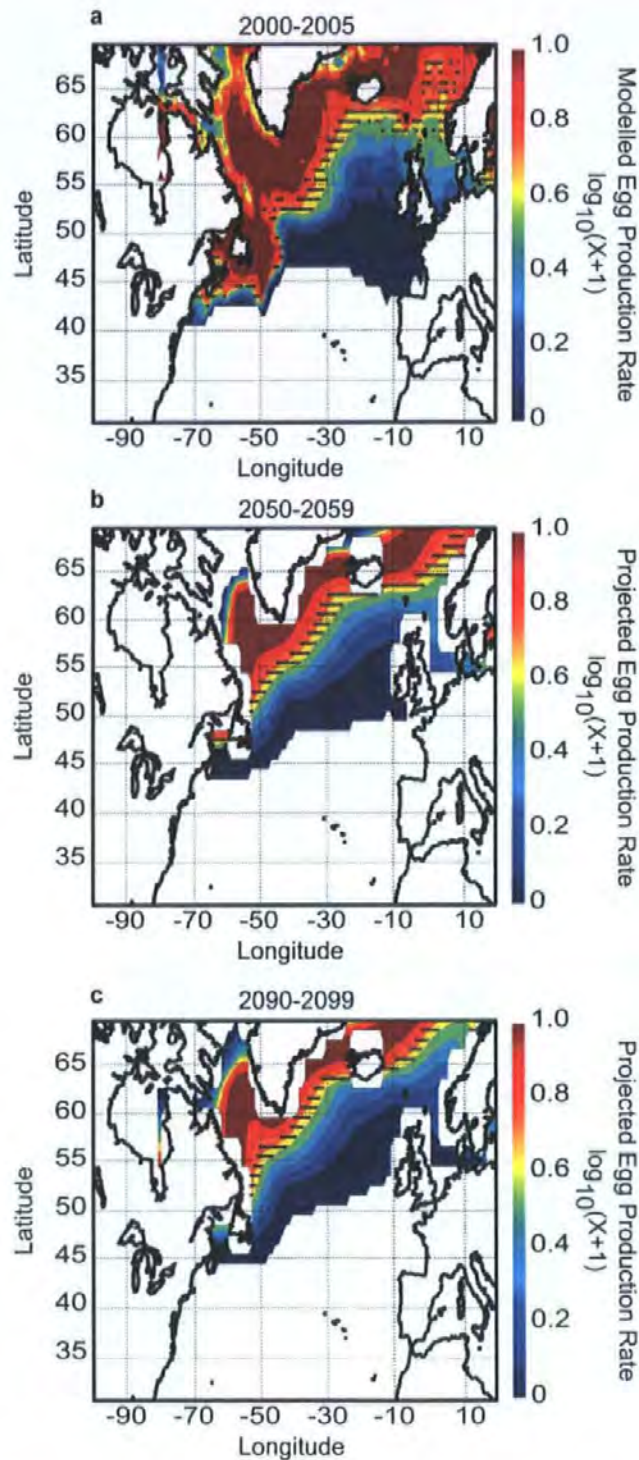 a
2000-2005
65
60
55
50
45
40
35
Latitude
-90 -70 -50 -30 -10 10
Longitude
1.0
0.8
0.6
0.4
0.2
0
Modelled Egg Production Rate
log10(X+1)
b
2050-2059
65
60
55
50
45
40
35
Latitude
-90 -70 -50 -30 -10 10
Longitude
1.0
0.8
0.6
0.4
0.2
0
Projected Egg Production Rate
log10(X+1)
c
2090-2099
65
60
55
50
45
40
35
Latitude
-90 -70 -50 -30 -10 10
Longitude
1.0
0.8
0.6
0.4
0.2
0
Projected Egg Production Rate
log10(X+1)